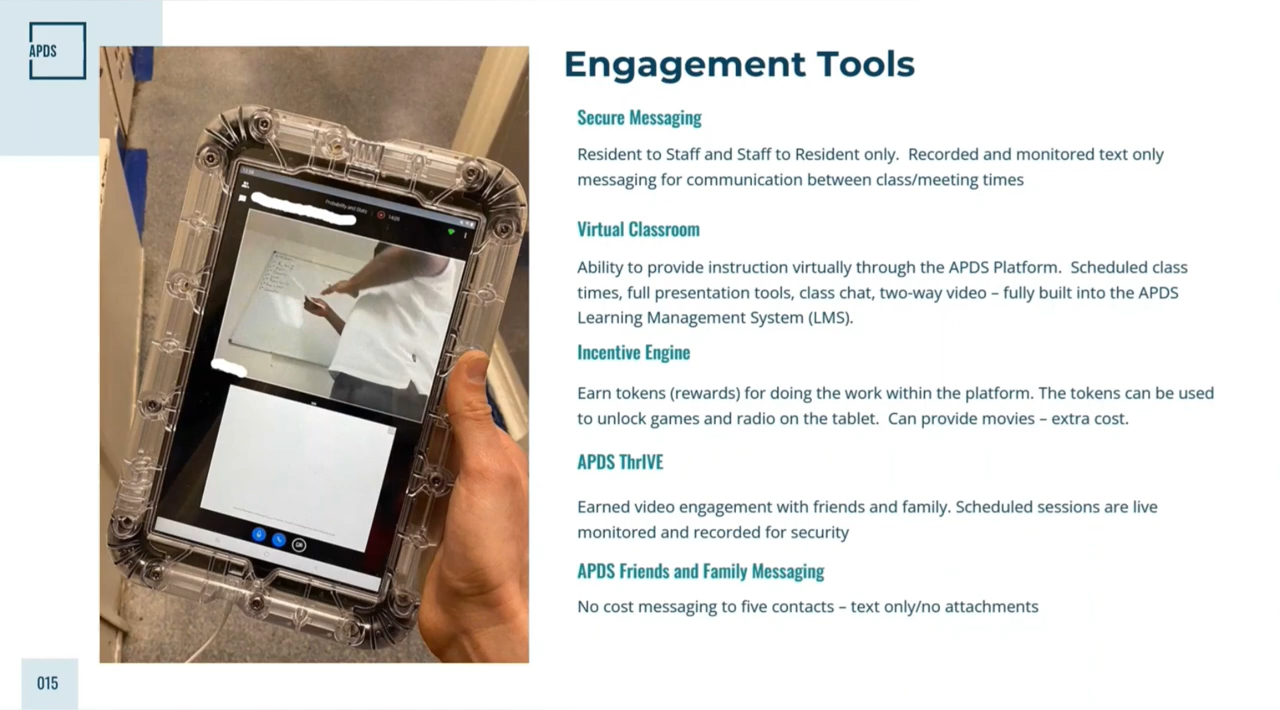 APDS
Engagement Tools
Secure Messaging
Resident to Staff and Staff to Resident only.  Recorded and monitored text only
messaging for communication between class/meeting times
Virtual Classroom
Ability to provide instruction virtually through the APDS Platform.  Scheduled class
times, full presentation tools, class chat, two-way video – fully built into the APDS
Learning Management System (LMS).
Incentive Engine
Earn tokens (rewards) for doing the work within the platform. The tokens can be used
to unlock games and radio on the tablet.  Can provide movies – extra cost.
APDS ThrIVE
Earned video engagement with friends and family. Scheduled sessions are live
monitored and recorded for security
APDS Friends and Family Messaging
No cost messaging to five contacts – text only/no attachments
Probability and Stats
015